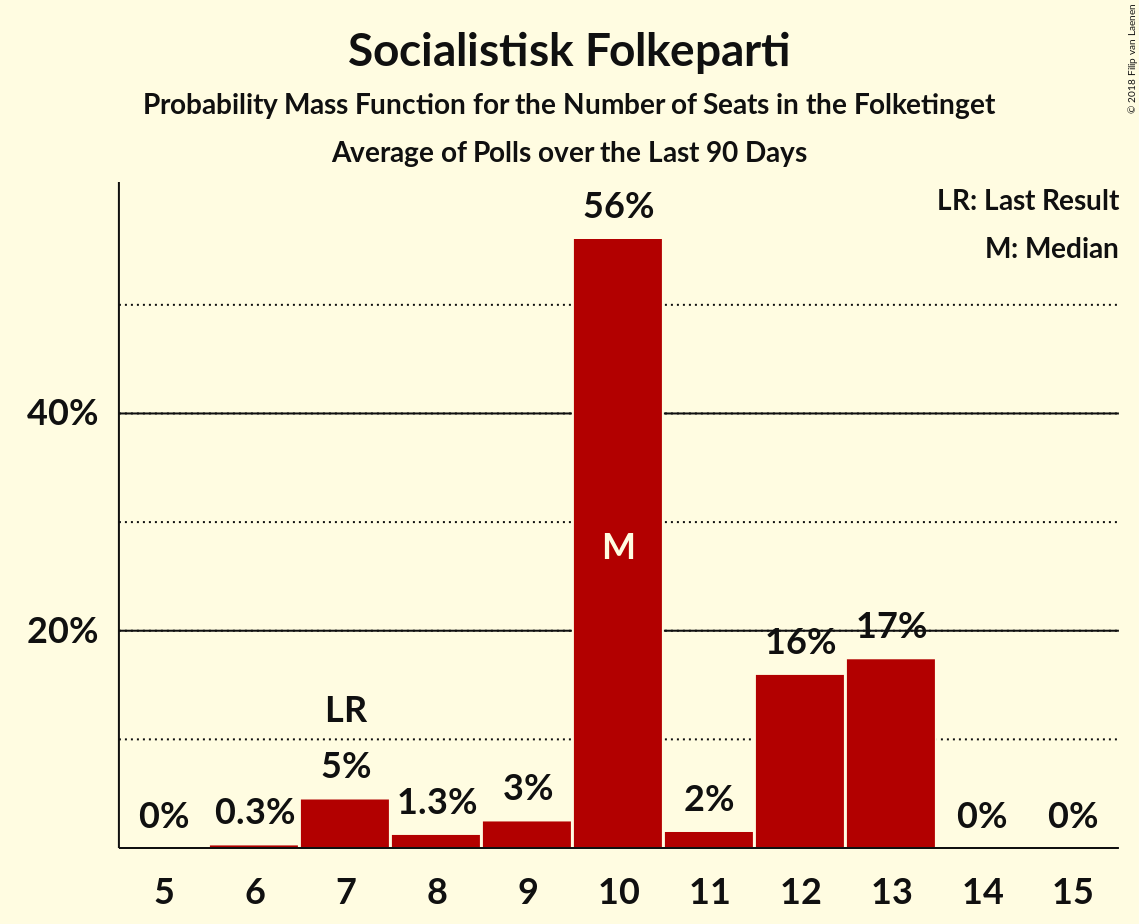 Socialistisk Folkeparti
Probability Mass Function for the Number of Seats in the Folketinget
Average of Polls over the Last 90 Days
© 2018 Filip van Laenen
LR: Last Result
M: Median
56%
40%
M
20%
17%
16%
LR
5%
3%
2%
1.3%
0.3%
0%
0%
0%
5 6 7 8 9 10 11 12 13 14 15